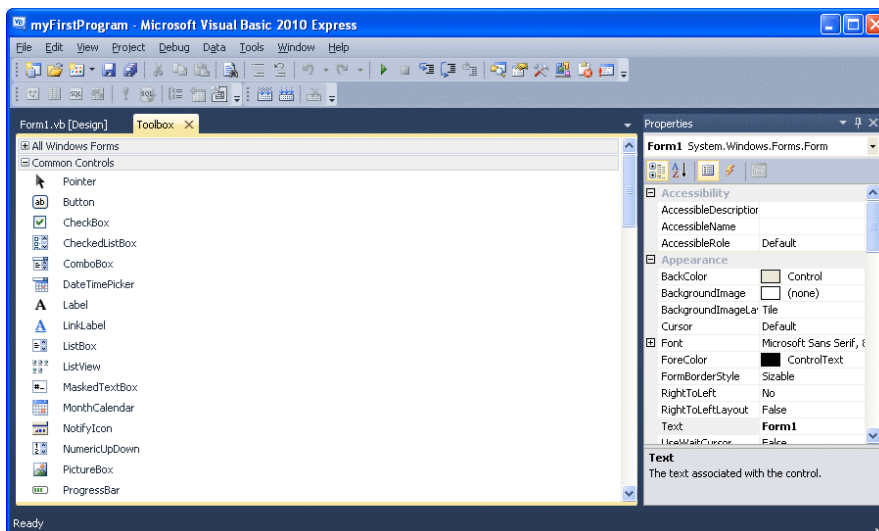 myFirstProgram - Microsoft Visual Basic 2010 Express
File Edit View Project Debug Data Tools Window Help
Form1.vb [Design] Toolbox
All Windows Forms
Common Controls
Pointer
Button
CheckBox
CheckedListBox
ComboBox
DateTimePicker
Label
LinkLabel
ListBox
ListView
MaskedTextBox
MonthCalendar
NotifyIcon
NumericUpDown
PictureBox
ProgressBar
Properties
Form1 System.Windows.Forms.Form
Accessibility
AccessibleDescription
AccessibleName
AccessibleRole Default
Appearance
BackColor Control
BackgroundImage (none)
BackgroundImageLa Tile
Cursor Default
Font Microsoft Sans Serif, 8
ForeColor ControlText
FormBorderStyle Sizable
RightToLeft No
RightToLeftLayout False
Text Form1
UseWaitCursor False
Text
The text associated with the control.
Ready